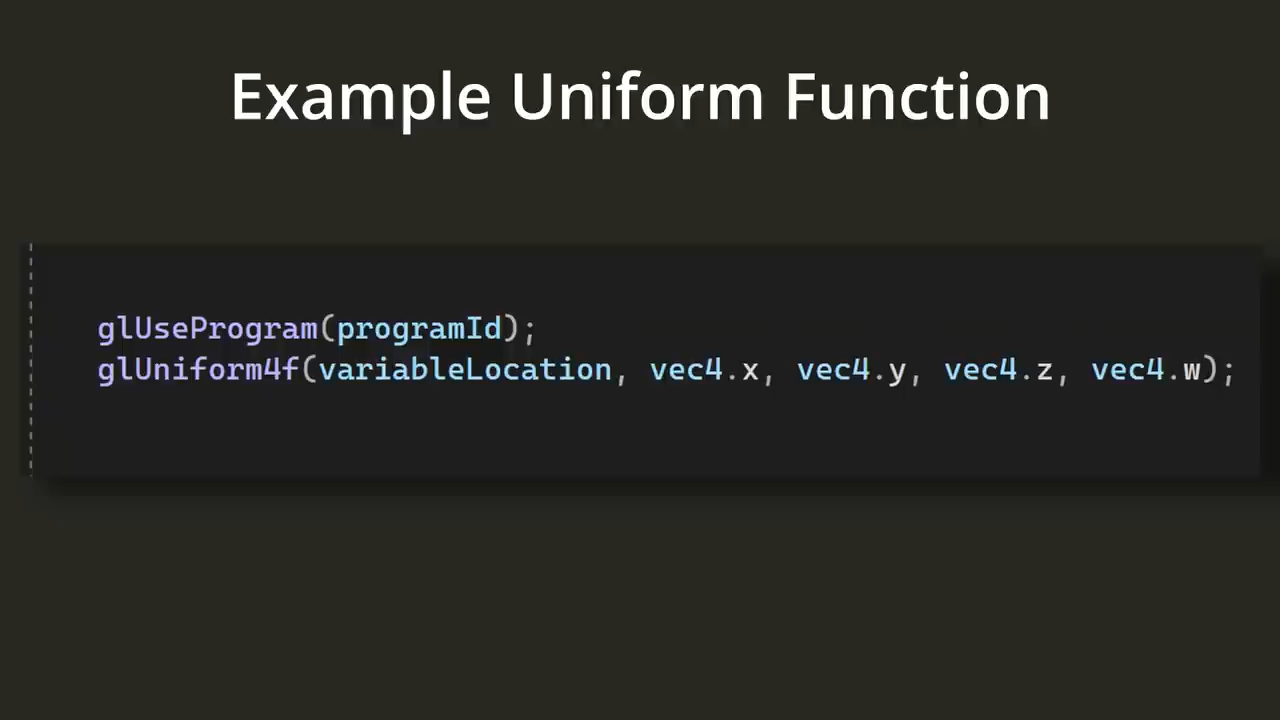 Example Uniform Function
glUseProgram(programId);
glUniform4f(variableLocation, vec4.x, vec4.y, vec4.z, vec4.w);